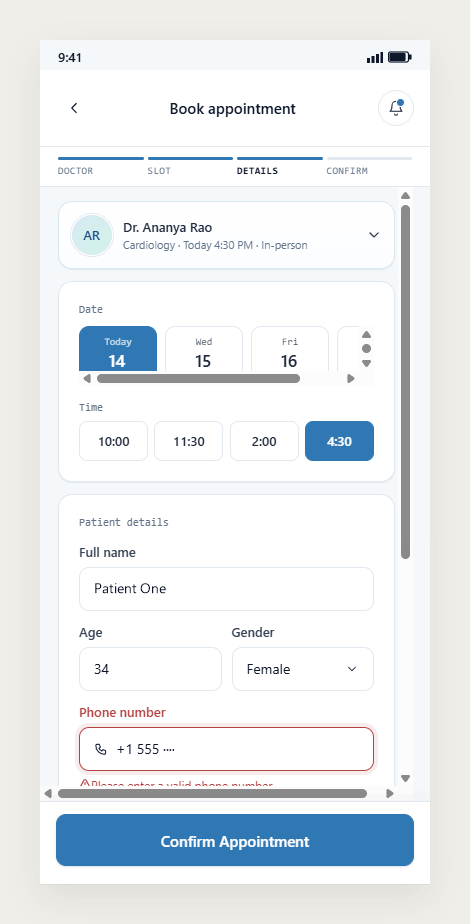 9:41
Book appointment
DOCTOR SLOT DETAILS CONFIRM
AR
Dr. Ananya Rao
Cardiology · Today 4:30 PM · In-person
Date
Today Wed Fri
14 15 16
Time
10:00 11:30 2:00 4:30
Patient details
Full name
Patient One
Age Gender
34 Female
Phone number
+1 555 ····
Please enter a valid phone number
Confirm Appointment